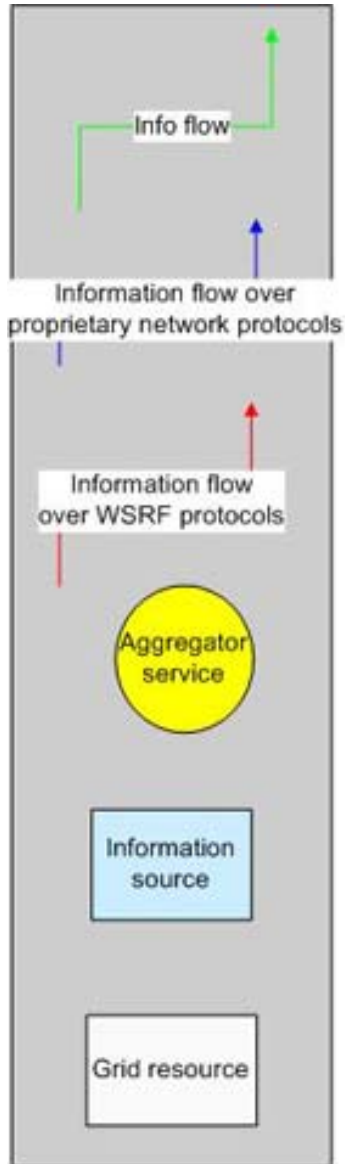 Info flow
Information flow over
proprietary network protocols
Information flow
over WSRF protocols
Aggregator
service
Information
source
Grid resource